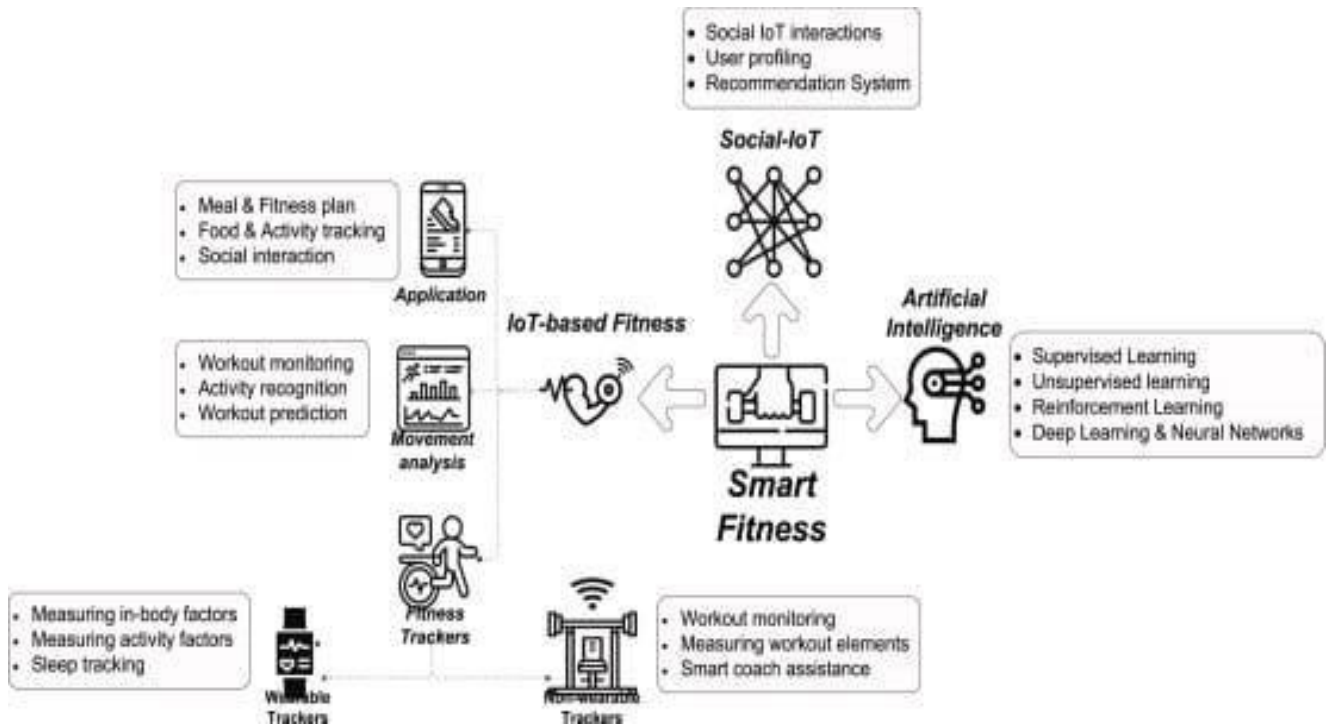 Social IoT interactions
User profiling
Recommendation System
Social-IoT
Meal & Fitness plan
Food & Activity tracking
Social interaction
Application
IoT-based Fitness
Artificial
Intelligence
Workout monitoring
Activity recognition
Workout prediction
Movement
analysis
Supervised Learning
Unsupervised learning
Reinforcement Learning
Deep Learning & Neural Networks
Smart
Fitness
Fitness
Trackers
Measuring in-body factors
Measuring activity factors
Sleep tracking
Wearable
Trackers
Non-wearable
Trackers
Workout monitoring
Measuring workout elements
Smart coach assistance